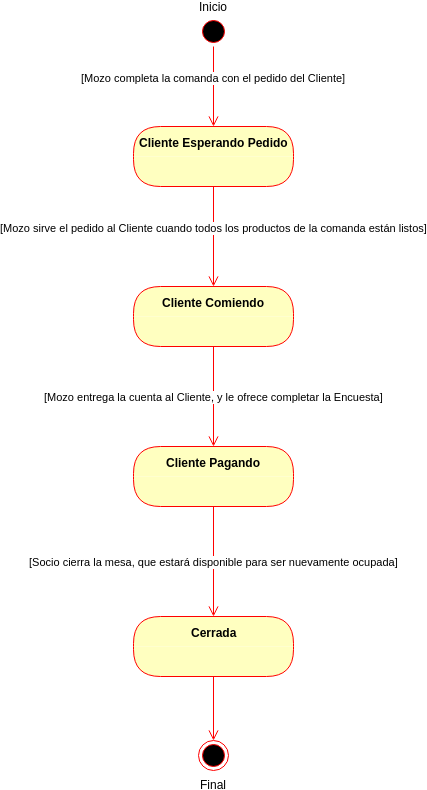 Inicio
[Mozo completa la comanda con el pedido del Cliente]
Cliente Esperando Pedido
[Mozo sirve el pedido al Cliente cuando todos los productos de la comanda están listos]
Cliente Comiendo
[Mozo entrega la cuenta al Cliente, y le ofrece completar la Encuesta]
Cliente Pagando
[Socio cierra la mesa, que estará disponible para ser nuevamente ocupada]
Cerrada
Final